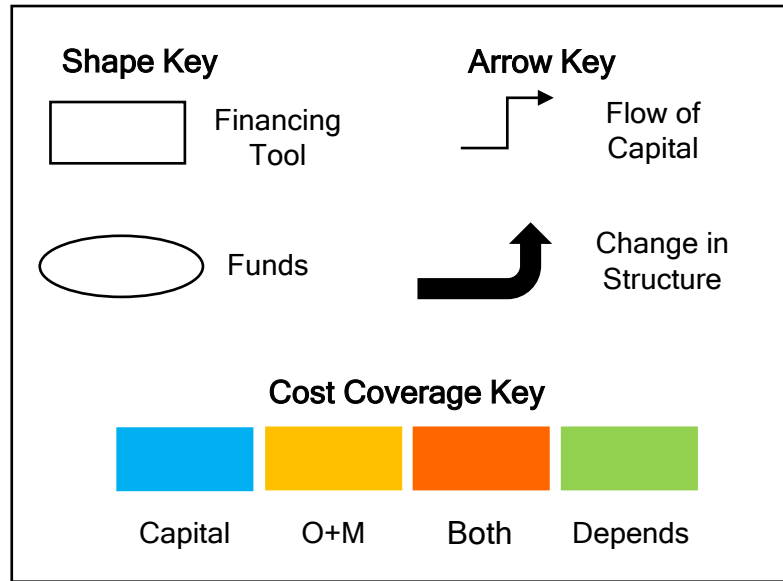 Shape Key
Arrow Key
Financing
Tool
Flow of
Capital
Funds
Change in
Structure
Cost Coverage Key
Capital
O+M
Both
Depends